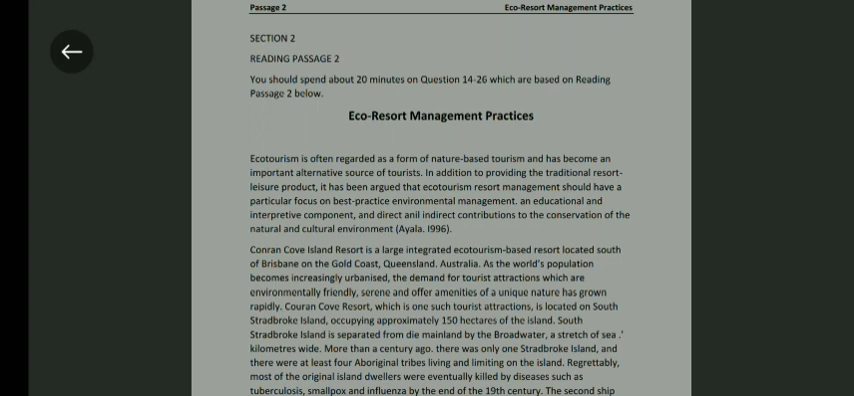 Passage 2 Eco-Resort Management Practices
SECTION 2
READING PASSAGE 2
You should spend about 20 minutes on Question 14-26 which are based on Reading
Passage 2 below.
Eco-Resort Management Practices
Ecotourism is often regarded as a form of nature-based tourism and has become an
important alternative source of tourists. In addition to providing the traditional resort-
leisure product, it has been argued that ecotourism resort management should have a
particular focus on best-practice environmental management. an educational and
interpretive component, and direct anil indirect contributions to the conservation of the
natural and cultural environment (Ayala. I996).
Conran Cove Island Resort is a large integrated ecotourism-based resort located south
of Brisbane on the Gold Coast, Queensland. Australia. As the world's population
becomes increasingly urbanised, the demand for tourist attractions which are
environmentally friendly, serene and offer amenities of a unique nature has grown
rapidly. Couran Cove Resort, which is one such tourist attractions, is located on South
Stradbroke Island, occupying approximately 150 hectares of the island. South
Stradbroke Island is separated from die mainland by the Broadwater, a stretch of sea .'
kilometres wide. More than a century ago. there was only one Stradbroke Island, and
there were at least four Aboriginal tribes living and limiting on the island. Regrettably,
most of the original island dwellers were eventually killed by diseases such as
tuberculosis, smallpox and influenza by the end of the 19th century. The second ship